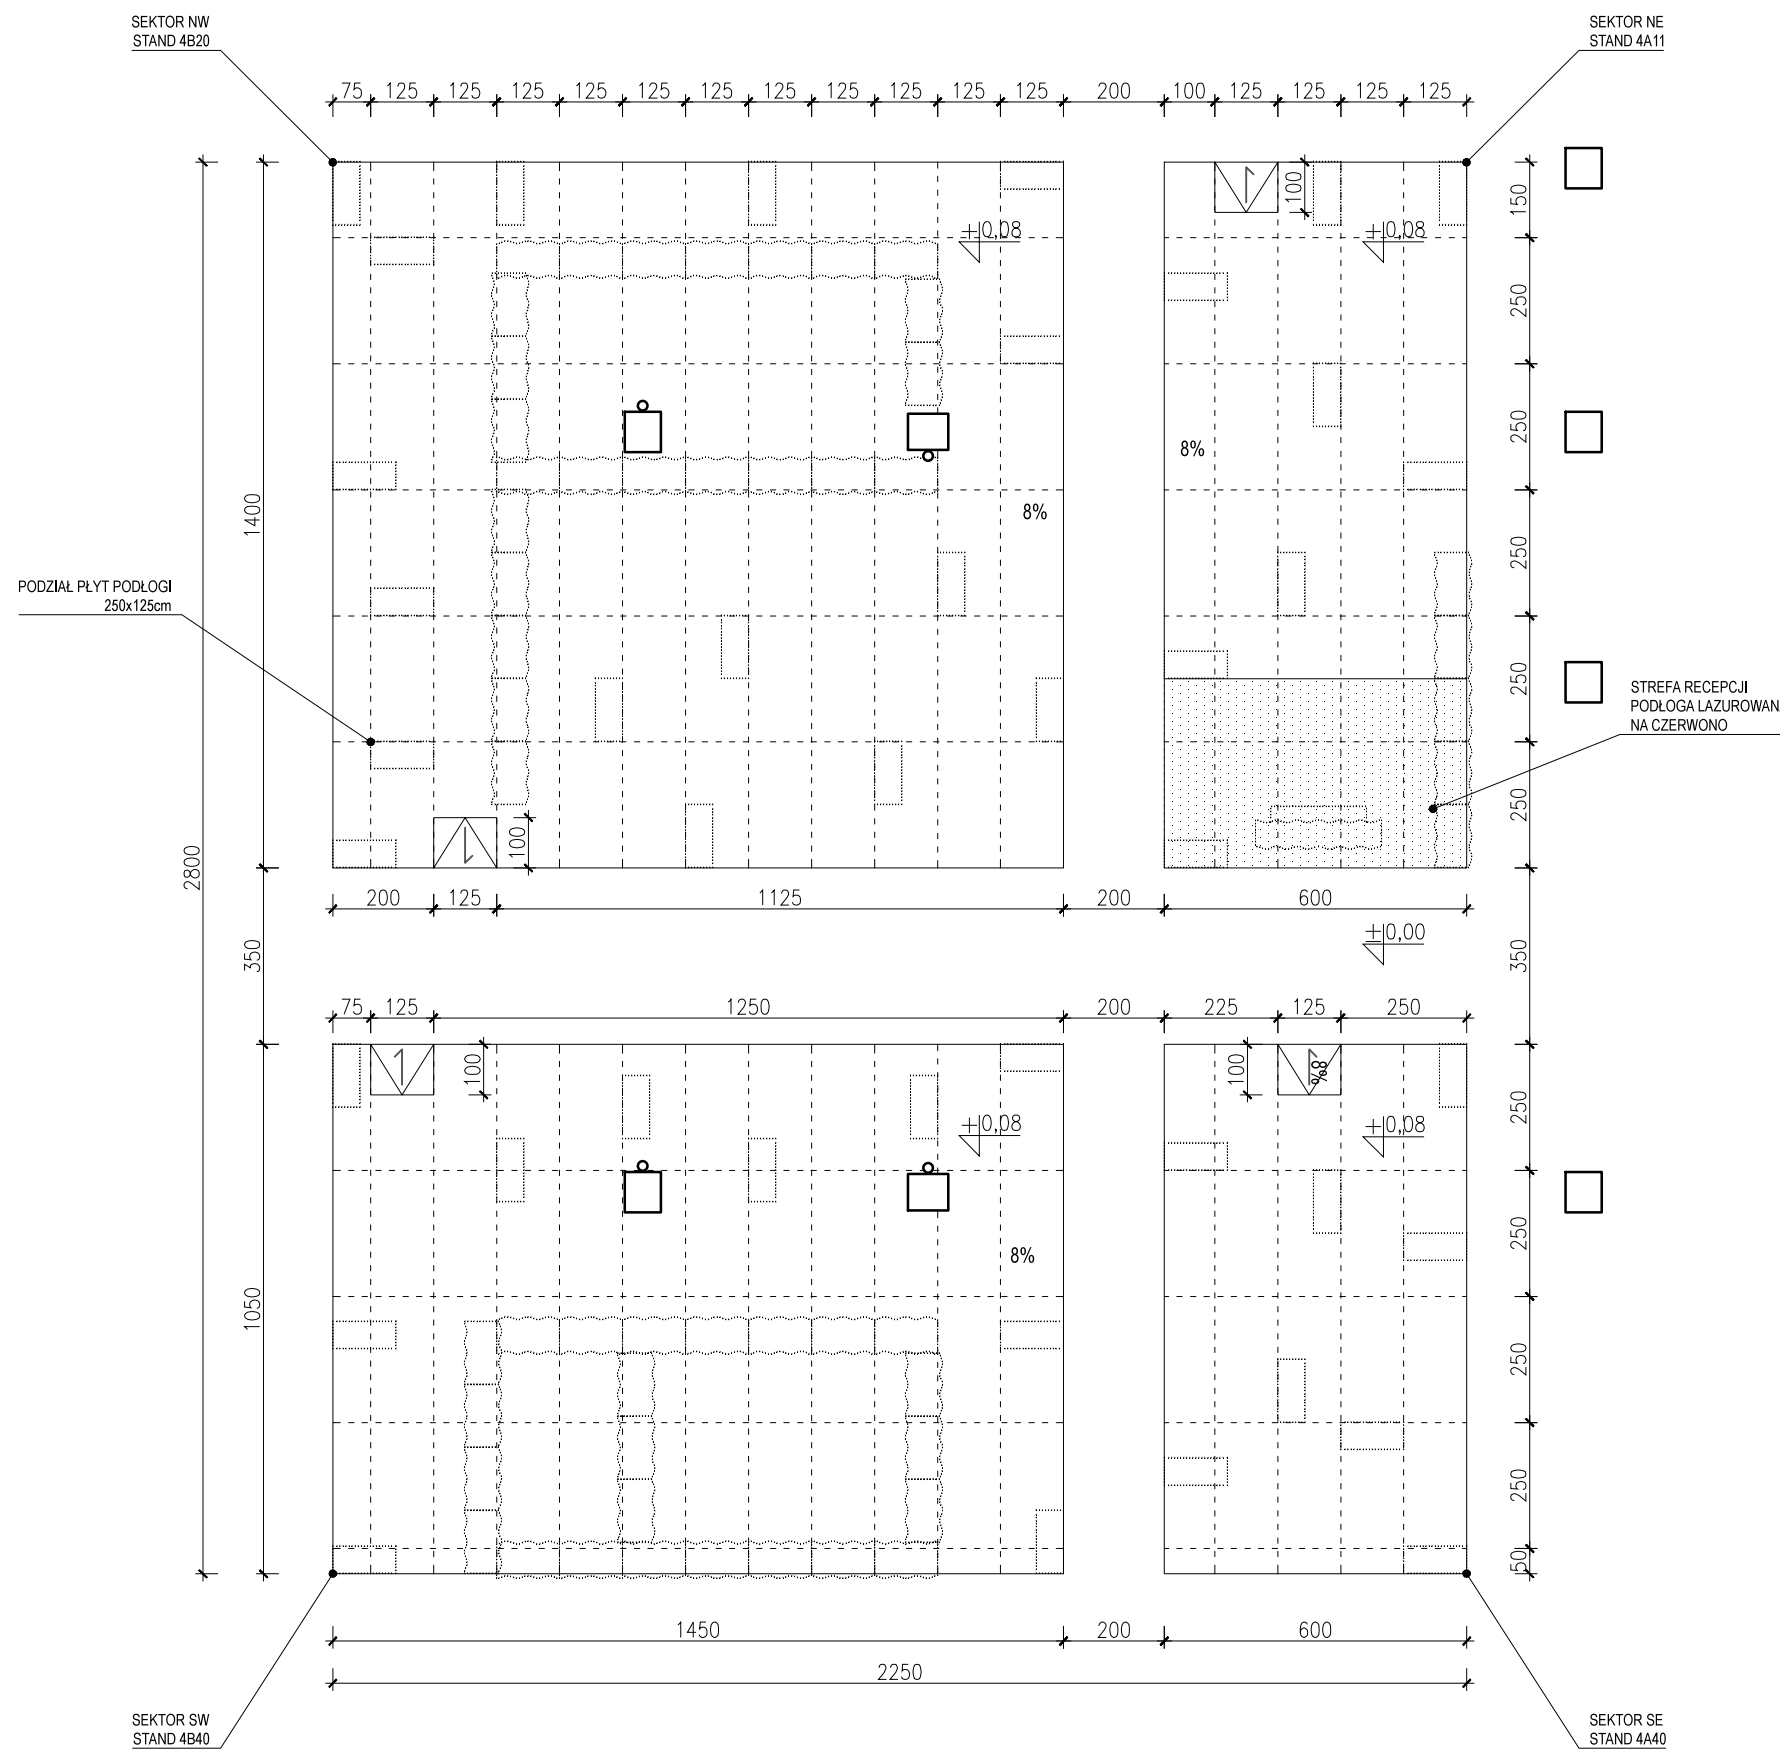 SEKTOR NW
STAND 4B20
SEKTOR NE
STAND 4A11
75 125 125 125 125 125 125 125 125 125 125 125 200 100 125 125 125 125
100
150
±0,08
±0,08
250
8%
250
1400
8%
250
PODZIAŁ PŁYT PODŁOGI
250x125cm
250
STREFA RECEPCJI
PODŁOGA LAZUROWAN
NA CZERWONO
250
100
2800
200 125 1125 200 600
350
±0,00
350
75 125 1250 200 225 125 250
100
100
8%
250
±0,08
±0,08
250
8%
1050
250
250
50
1450 200 600
2250
SEKTOR SW
STAND 4B40
SEKTOR SE
STAND 4A40